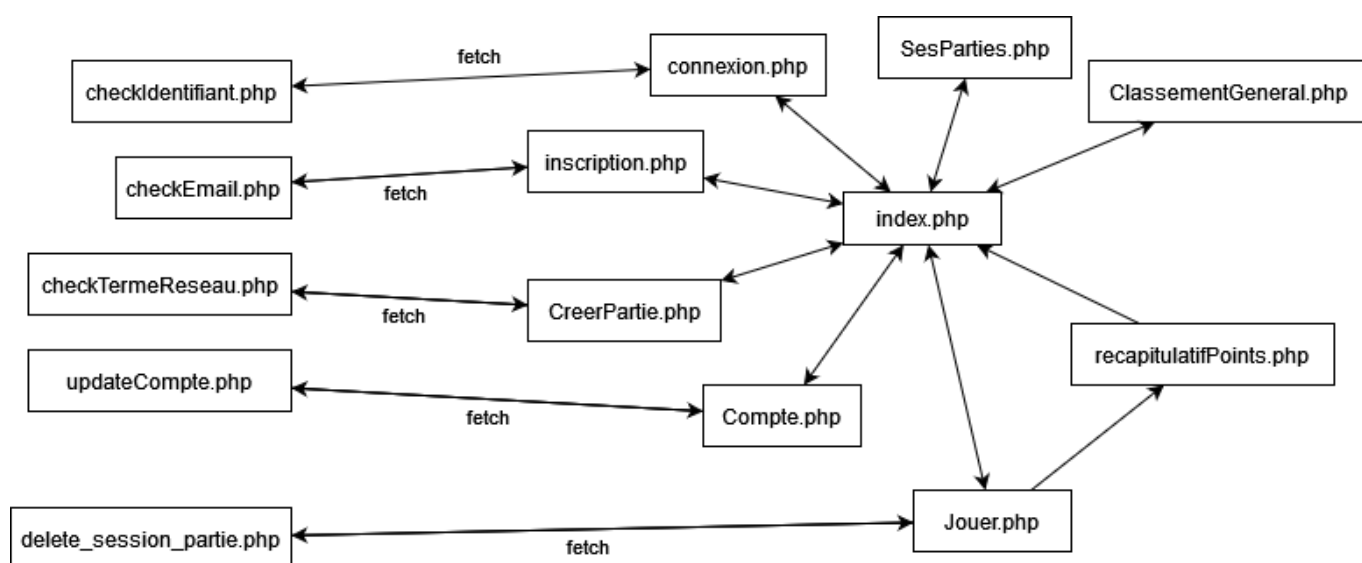 SesParties.php
fetch
connexion.php
checkIdentifiant.php
ClassementGeneral.php
inscription.php
checkEmail.php
fetch
index.php
checkTermeReseau.php
CreerPartie.php
fetch
recapitulatifPoints.php
updateCompte.php
fetch
Compte.php
Jouer.php
delete_session_partie.php
fetch